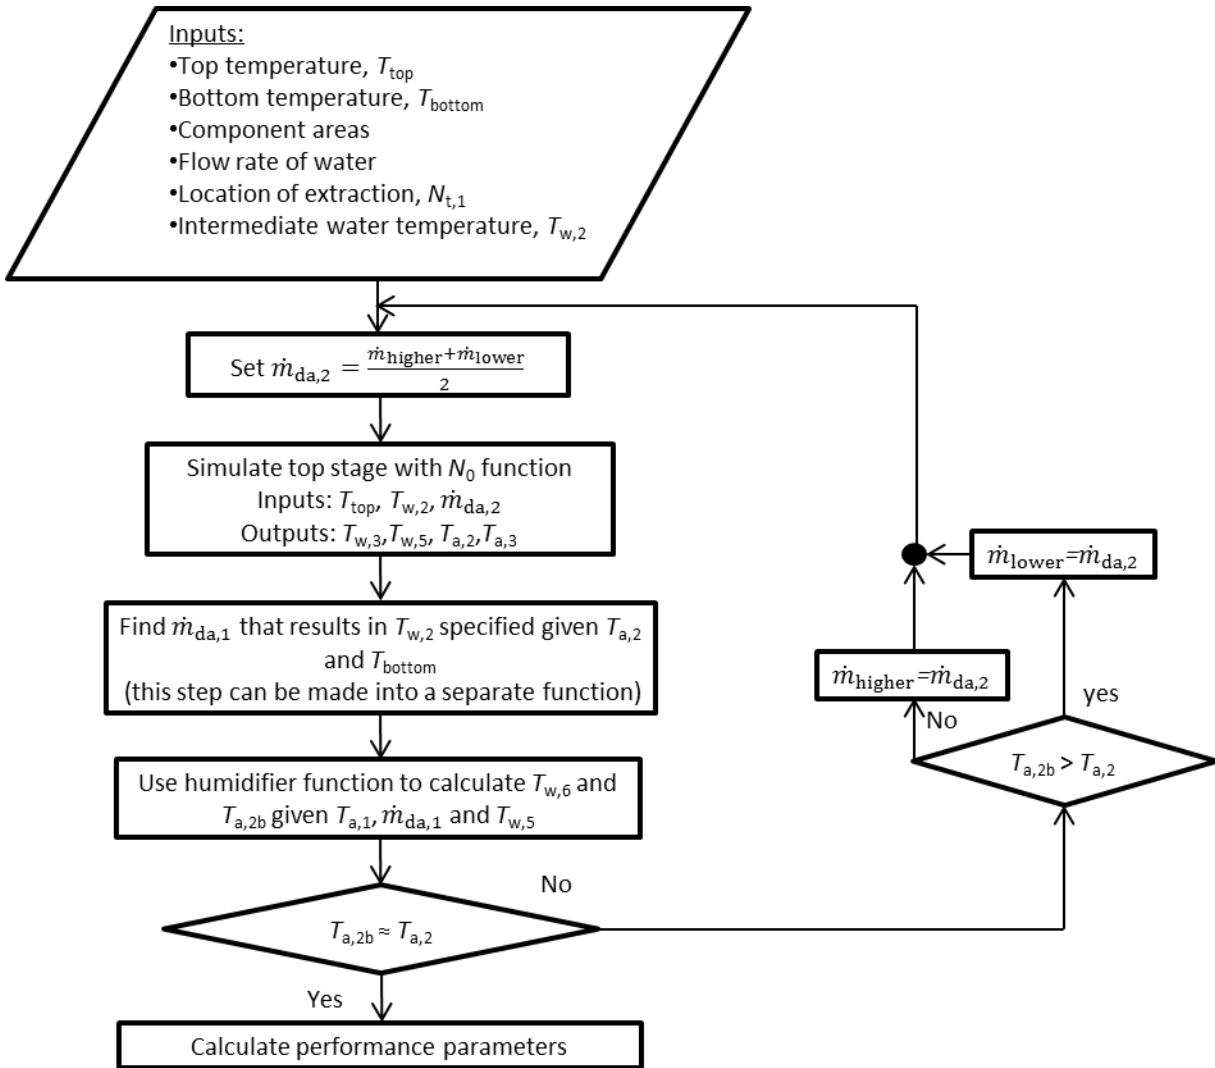 Inputs:
•Top temperature, T_top
•Bottom temperature, T_bottom
•Component areas
•Flow rate of water
•Location of extraction, N_t,1
•Intermediate water temperature, T_w,2
Set ṁ_da,2 = (ṁ_higher+ṁ_lower)/2
Simulate top stage with N_0 function
Inputs: T_top, T_w,2, ṁ_da,2
Outputs: T_w,3,T_w,5, T_a,2,T_a,3
Find ṁ_da,1 that results in T_w,2 specified given T_a,2
and T_bottom
(this step can be made into a separate function)
Use humidifier function to calculate T_w,6 and
T_a,2b given T_a,1, ṁ_da,1 and T_w,5
T_a,2b ≈ T_a,2
No
Yes
Calculate performance parameters
T_a,2b > T_a,2
No
yes
ṁ_higher=ṁ_da,2
ṁ_lower=ṁ_da,2